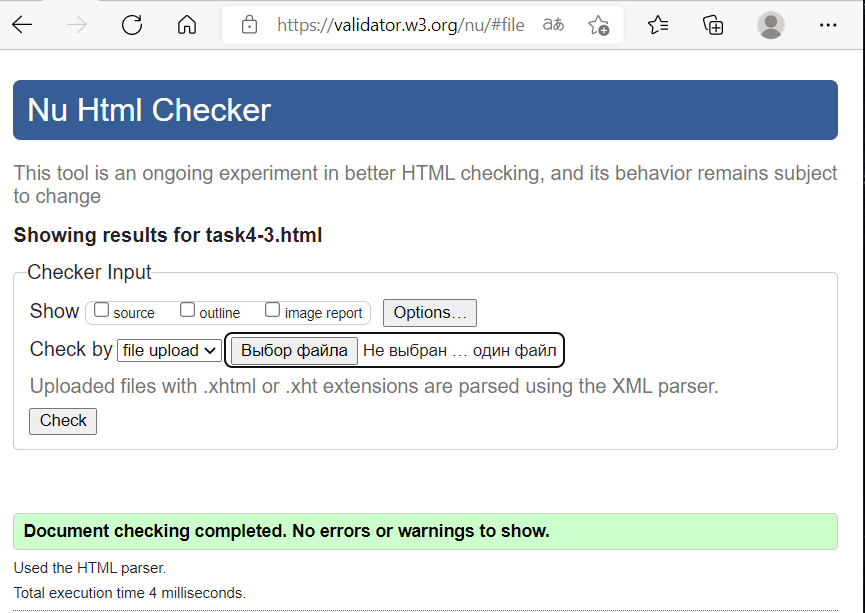 https://validator.w3.org/nu/#file
aあ
Nu Html Checker
This tool is an ongoing experiment in better HTML checking, and its behavior remains subject
to change
Showing results for task4-3.html
Checker Input
Show source outline image report Options…
Check by file upload Выбор файла Не выбран … один файл
Uploaded files with .xhtml or .xht extensions are parsed using the XML parser.
Check
Document checking completed. No errors or warnings to show.
Used the HTML parser.
Total execution time 4 milliseconds.